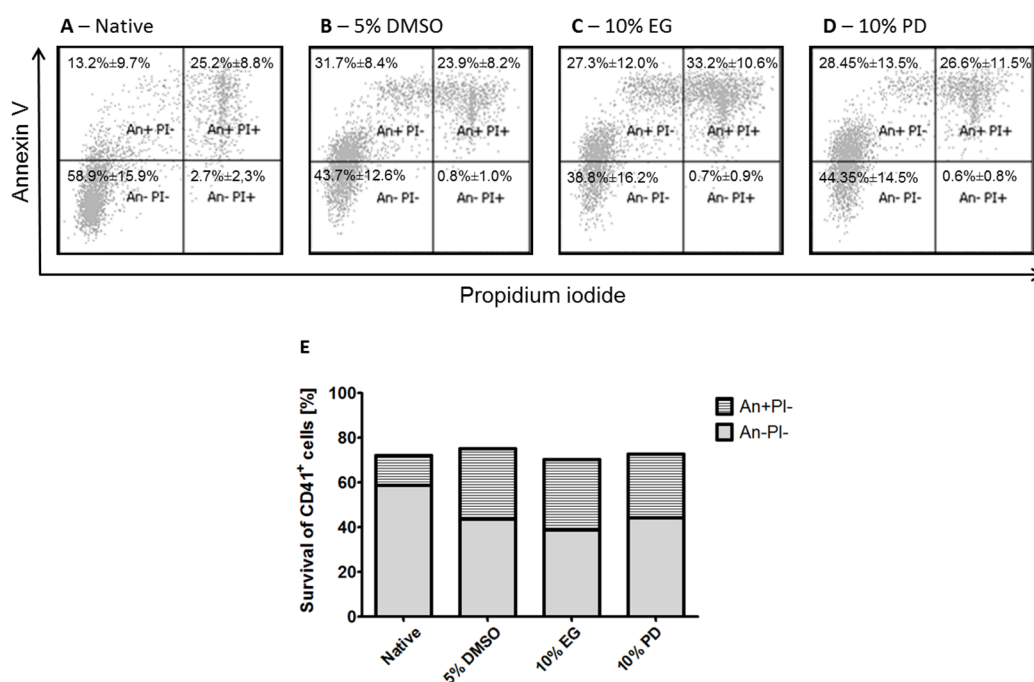 A – Native
B – 5% DMSO
C – 10% EG
D – 10% PD
Annexin V
13.2%±9.7%
25.2%±8.8%
An+ PI-
An+ PI+
58.9%±15.9%
2.7%±2,3%
An- PI-
An- PI+
31.7%±8.4%
23.9%±8.2%
An+ PI-
An+ PI+
43.7%±12.6%
0.8%±1.0%
An- PI-
An- PI+
27.3%±12.0%
33.2%±10.6%
An+ PI-
An+ PI+
38.8%±16.2%
0.7%±0.9%
An- PI-
An- PI+
28.45%±13.5%
26.6%±11.5%
An+ PI-
An+ PI+
44.35%±14.5%
0.6%±0.8%
An- PI-
An- PI+
Propidium iodide
E
Survival of CD41⁺ cells [%]
100
80
60
40
20
0
Native
5% DMSO
10% EG
10% PD
An+PI-
An-PI-